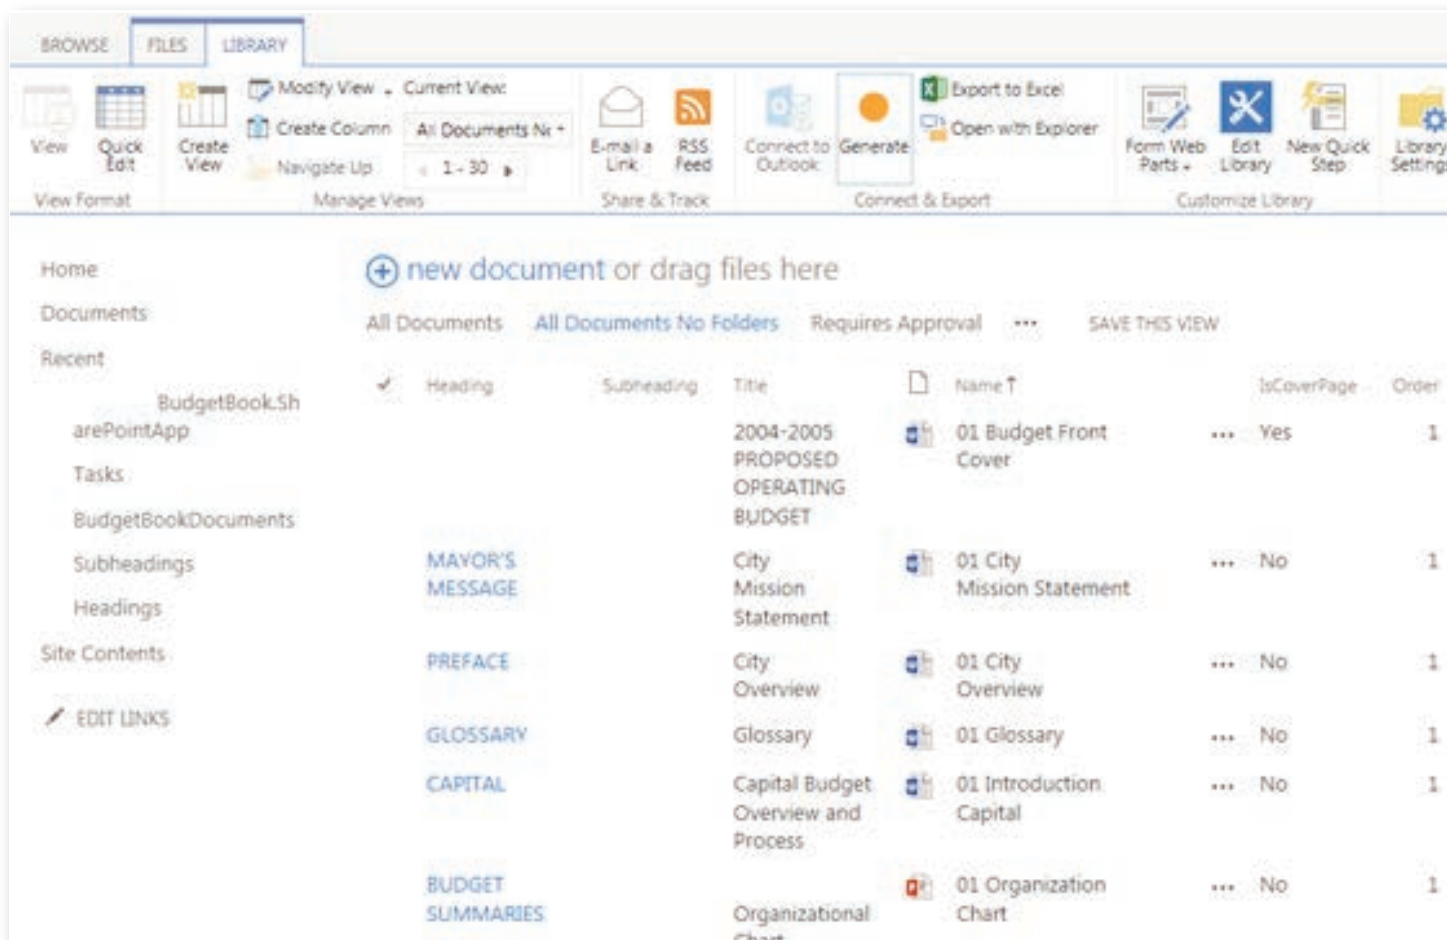 BROWSE FILES LIBRARY
View
Quick
Edit
View Format
Create
View
Modify View
Create Column
Navigate Up
Current View:
All Documents
1 - 30
Manage Views
E-mail a
Link
RSS
Feed
Share & Track
Connect to
Outlook
Generate
Export to Excel
Open with Explorer
Connect & Export
Form Web
Parts
Edit
Library
New Quick
Step
Customize Library
Library
Settings
Home
Documents
Recent
BudgetBook.Sh
arePointApp
Tasks
BudgetBookDocuments
Subheadings
Headings
Site Contents
EDIT LINKS
new document or drag files here
All Documents All Documents No Folders Requires Approval ... SAVE THIS VIEW
Heading Subheading Title Name IsCoverPage Order
2004-2005 01 Budget Front ... Yes 1
PROPOSED Cover
OPERATING
BUDGET
MAYOR'S City 01 City ... No 1
MESSAGE Mission Mission Statement
Statement
PREFACE City 01 City ... No 1
Overview Overview
GLOSSARY Glossary 01 Glossary ... No 1
CAPITAL Capital Budget 01 Introduction ... No 1
Overview and Capital
Process
BUDGET 01 Organization ... No 1
SUMMARIES Organizational Chart
Chart